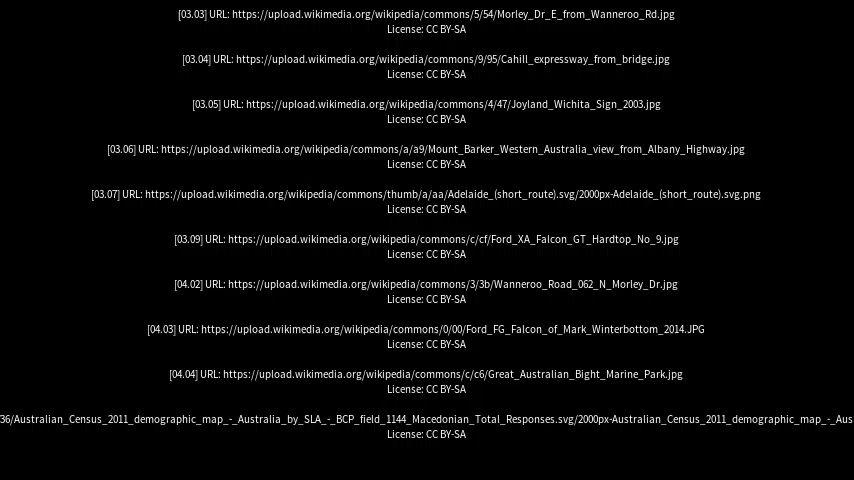 [03.03] URL: https://upload.wikimedia.org/wikipedia/commons/5/54/Morley_Dr_E_from_Wanneroo_Rd.jpg
License: CC BY-SA
[03.04] URL: https://upload.wikimedia.org/wikipedia/commons/9/95/Cahill_expressway_from_bridge.jpg
License: CC BY-SA
[03.05] URL: https://upload.wikimedia.org/wikipedia/commons/4/47/Joyland_Wichita_Sign_2003.jpg
License: CC BY-SA
[03.06] URL: https://upload.wikimedia.org/wikipedia/commons/a/a9/Mount_Barker_Western_Australia_view_from_Albany_Highway.jpg
License: CC BY-SA
[03.07] URL: https://upload.wikimedia.org/wikipedia/commons/thumb/a/aa/Adelaide_(short_route).svg/2000px-Adelaide_(short_route).svg.png
License: CC BY-SA
[03.09] URL: https://upload.wikimedia.org/wikipedia/commons/c/cf/Ford_XA_Falcon_GT_Hardtop_No_9.jpg
License: CC BY-SA
[04.02] URL: https://upload.wikimedia.org/wikipedia/commons/3/3b/Wanneroo_Road_062_N_Morley_Dr.jpg
License: CC BY-SA
[04.03] URL: https://upload.wikimedia.org/wikipedia/commons/0/00/Ford_FG_Falcon_of_Mark_Winterbottom_2014.JPG
License: CC BY-SA
[04.04] URL: https://upload.wikimedia.org/wikipedia/commons/c/c6/Great_Australian_Bight_Marine_Park.jpg
License: CC BY-SA
36/Australian_Census_2011_demographic_map_-_Australia_by_SLA_-_BCP_field_1144_Macedonian_Total_Responses.svg/2000px-Australian_Census_2011_demographic_map_-_Aus
License: CC BY-SA